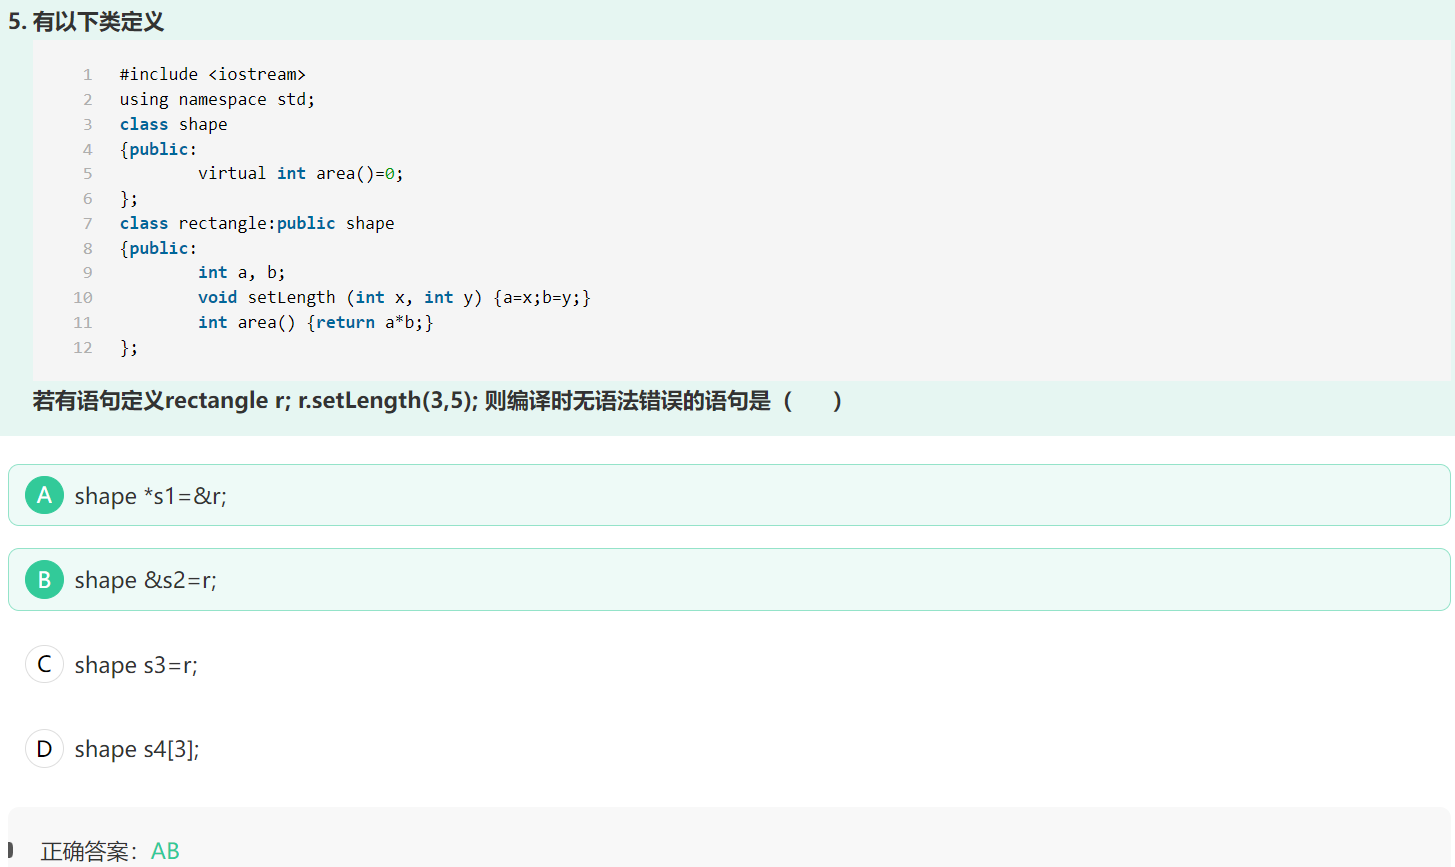 5. 有以下类定义
1 #include <iostream>
2 using namespace std;
3 class shape
4 {public:
5 virtual int area()=0;
6 };
7 class rectangle:public shape
8 {public:
9 int a, b;
10 void setLength (int x, int y) {a=x;b=y;}
11 int area() {return a*b;}
12 };
若有语句定义rectangle r; r.setLength(3,5); 则编译时无语法错误的语句是（　　）
A shape *s1=&r;
B shape &s2=r;
C shape s3=r;
D shape s4[3];
正确答案：AB